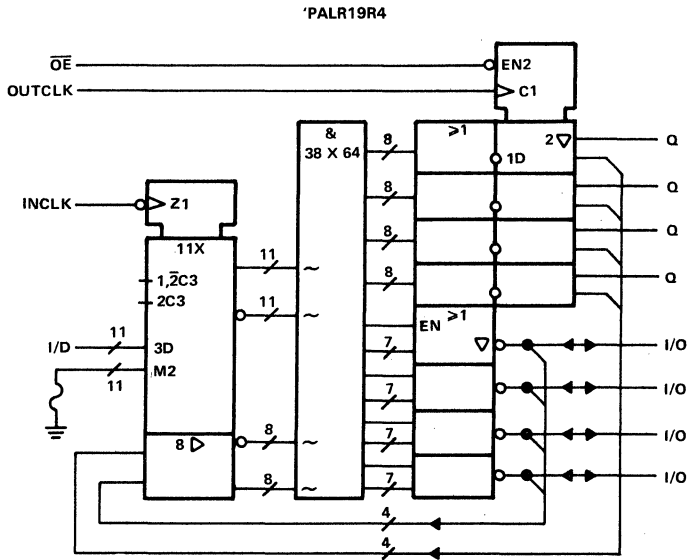 'PALR19R4
OE
EN2
OUTCLK
C1
&
38 X 64
8
≥1
2 ▽
Q
1D
8
Q
INCLK
Z1
8
Q
11X
11
~
8
Q
1,2̅C3
2C3
11
~
EN ≥1
I/D
11
3D
7
▽
I/O
M2
11
7
I/O
8 ▷
8
~
7
I/O
8
~
7
I/O
4
4